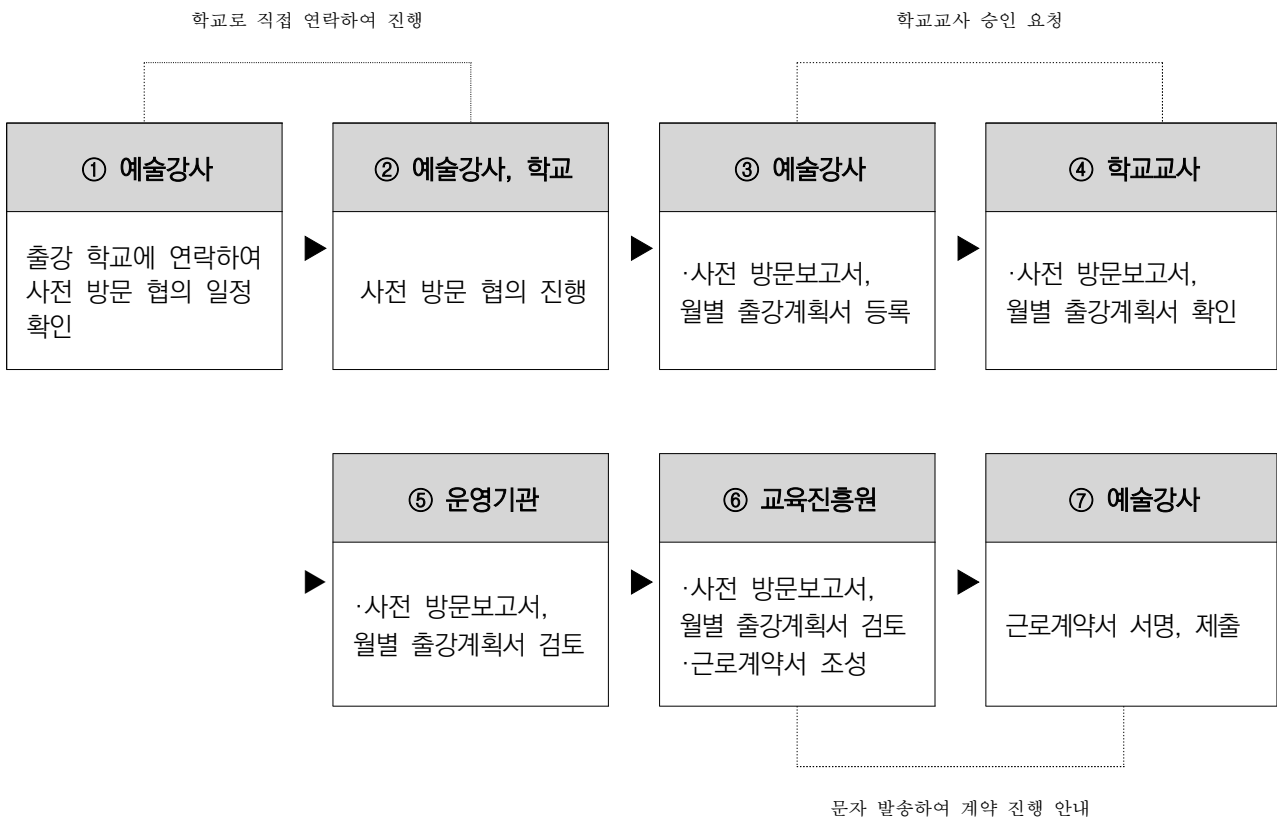 학교로 직접 연락하여 진행
학교교사 승인 요청
① 예술강사
② 예술강사, 학교
③ 예술강사
④ 학교교사
출강 학교에 연락하여
사전 방문 협의 일정
확인
▶
사전 방문 협의 진행
▶
·사전 방문보고서,
월별 출강계획서 등록
▶
·사전 방문보고서,
월별 출강계획서 확인
⑤ 운영기관
⑥ 교육진흥원
⑦ 예술강사
▶
·사전 방문보고서,
월별 출강계획서 검토
▶
·사전 방문보고서,
월별 출강계획서 검토
·근로계약서 조성
▶
근로계약서 서명, 제출
문자 발송하여 계약 진행 안내